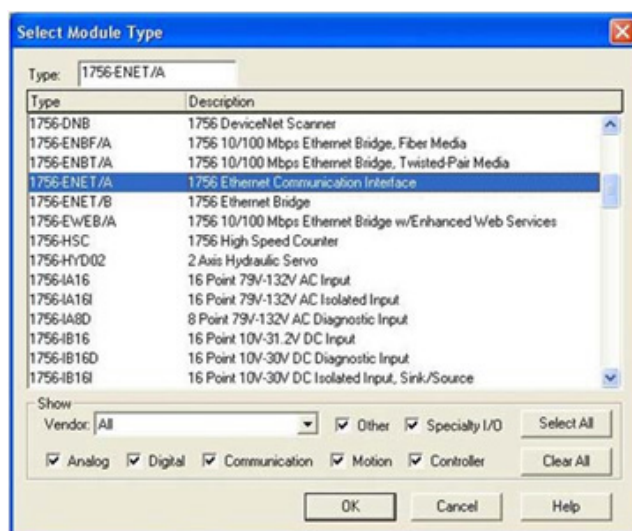 Select Module Type
Type: 1756-ENET/A
Type Description
1756-DNB 1756 DeviceNet Scanner
1756-ENBF/A 1756 10/100 Mbps Ethernet Bridge, Fiber Media
1756-ENBT/A 1756 10/100 Mbps Ethernet Bridge, Twisted-Pair Media
1756-ENET/A 1756 Ethernet Communication Interface
1756-ENET/B 1756 Ethernet Bridge
1756-EWEB/A 1756 10/100 Mbps Ethernet Bridge w/Enhanced Web Services
1756-HSC 1756 High Speed Counter
1756-HYD02 2 Axis Hydraulic Servo
1756-IA16 16 Point 79V-132V AC Input
1756-IA16I 16 Point 79V-132V AC Isolated Input
1756-IA8D 8 Point 79V-132V AC Diagnostic Input
1756-IB16 16 Point 10V-31.2V DC Input
1756-IB16D 16 Point 10V-30V DC Diagnostic Input
1756-IB16I 16 Point 10V-30V DC Isolated Input, Sink/Source
Show
Vendor: All Other Specialty I/O Select All
Analog Digital Communication Motion Controller Clear All
OK Cancel Help